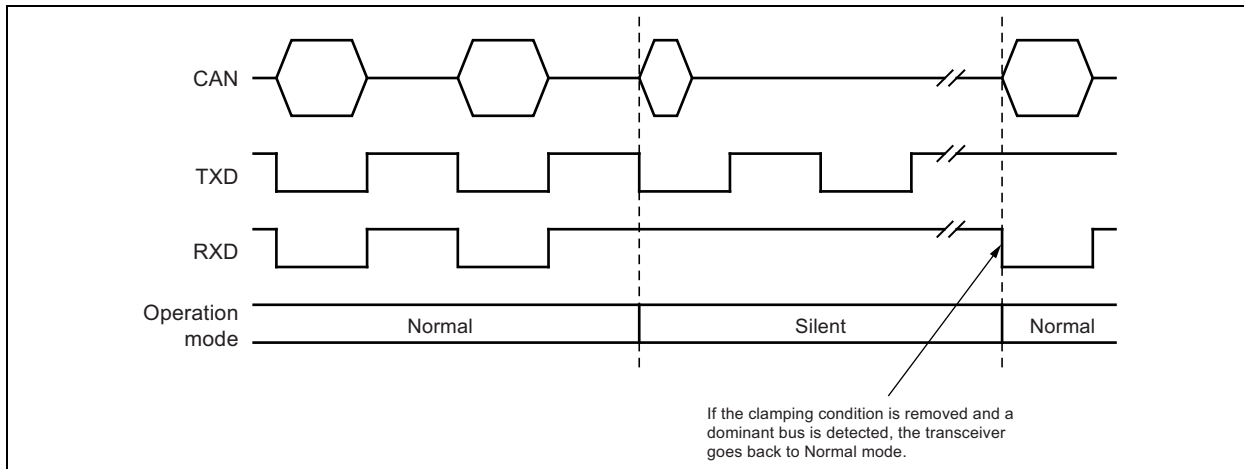 CAN
TXD
RXD
Operation
mode
Normal
Silent
Normal
If the clamping condition is removed and a
dominant bus is detected, the transceiver
goes back to Normal mode.